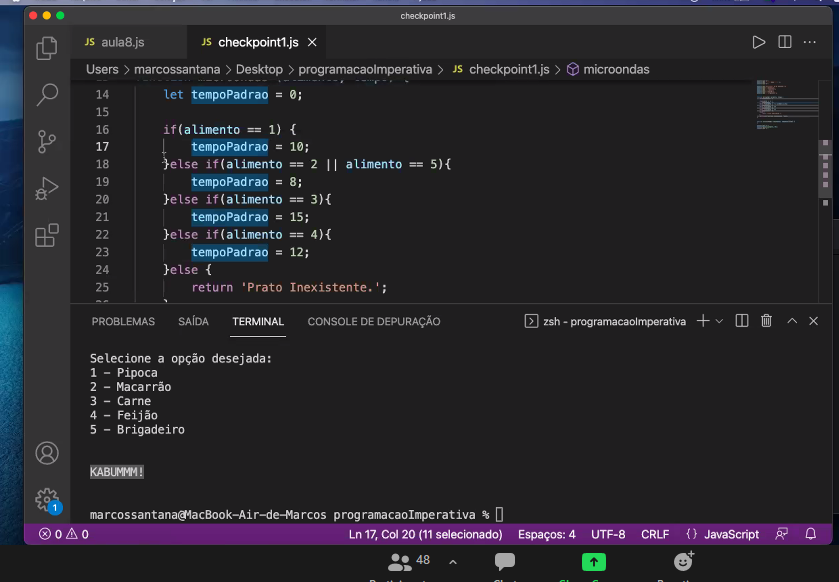 checkpoint1.js
JS aula8.js
JS checkpoint1.js
Users > marcossantana > Desktop > programacaoImperativa > JS checkpoint1.js > microondas
14 let tempoPadrao = 0;
15
16 if(alimento == 1) {
17 tempoPadrao = 10;
18 }else if(alimento == 2 || alimento == 5){
19 tempoPadrao = 8;
20 }else if(alimento == 3){
21 tempoPadrao = 15;
22 }else if(alimento == 4){
23 tempoPadrao = 12;
24 }else {
25 return 'Prato Inexistente.';
PROBLEMAS SAÍDA TERMINAL CONSOLE DE DEPURAÇÃO zsh - programacaoImperativa
Selecione a opção desejada:
1 - Pipoca
2 - Macarrão
3 - Carne
4 - Feijão
5 - Brigadeiro
KABUMMM!
marcossantana@MacBook-Air-de-Marcos programacaoImperativa %
1
0 0 Ln 17, Col 20 (11 selecionado) Espaços: 4 UTF-8 CRLF {} JavaScript
48